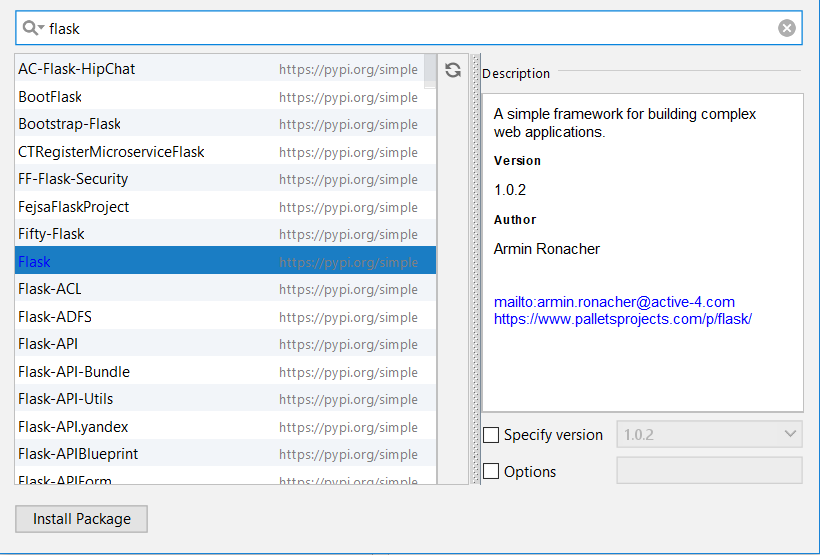 flask
AC-Flask-HipChat https://pypi.org/simple
BootFlask https://pypi.org/simple
Bootstrap-Flask https://pypi.org/simple
CTRegisterMicroserviceFlask https://pypi.org/simple
FF-Flask-Security https://pypi.org/simple
FejsaFlaskProject https://pypi.org/simple
Fifty-Flask https://pypi.org/simple
Flask https://pypi.org/simple
Flask-ACL https://pypi.org/simple
Flask-ADFS https://pypi.org/simple
Flask-API https://pypi.org/simple
Flask-API-Bundle https://pypi.org/simple
Flask-API-Utils https://pypi.org/simple
Flask-API.yandex https://pypi.org/simple
Flask-APIBlueprint https://pypi.org/simple
Flask-APIForm https://pypi.org/simple
Description
A simple framework for building complex
web applications.
Version
1.0.2
Author
Armin Ronacher
mailto:armin.ronacher@active-4.com
https://www.palletsprojects.com/p/flask/
Specify version 1.0.2
Options
Install Package